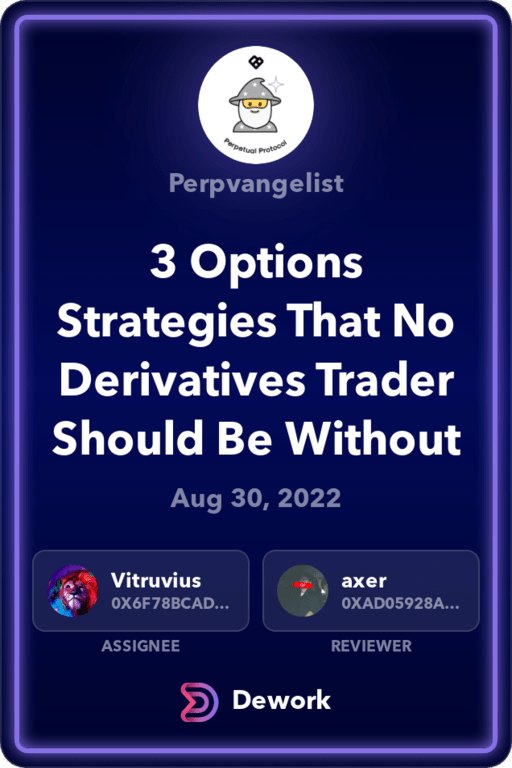 Perpetual Protocol
Perpvangelist
3 Options
Strategies That No
Derivatives Trader
Should Be Without
Aug 30, 2022
Vitruvius
0X6F78BCAD...
axer
0XAD05928A...
ASSIGNEE
REVIEWER
Dework